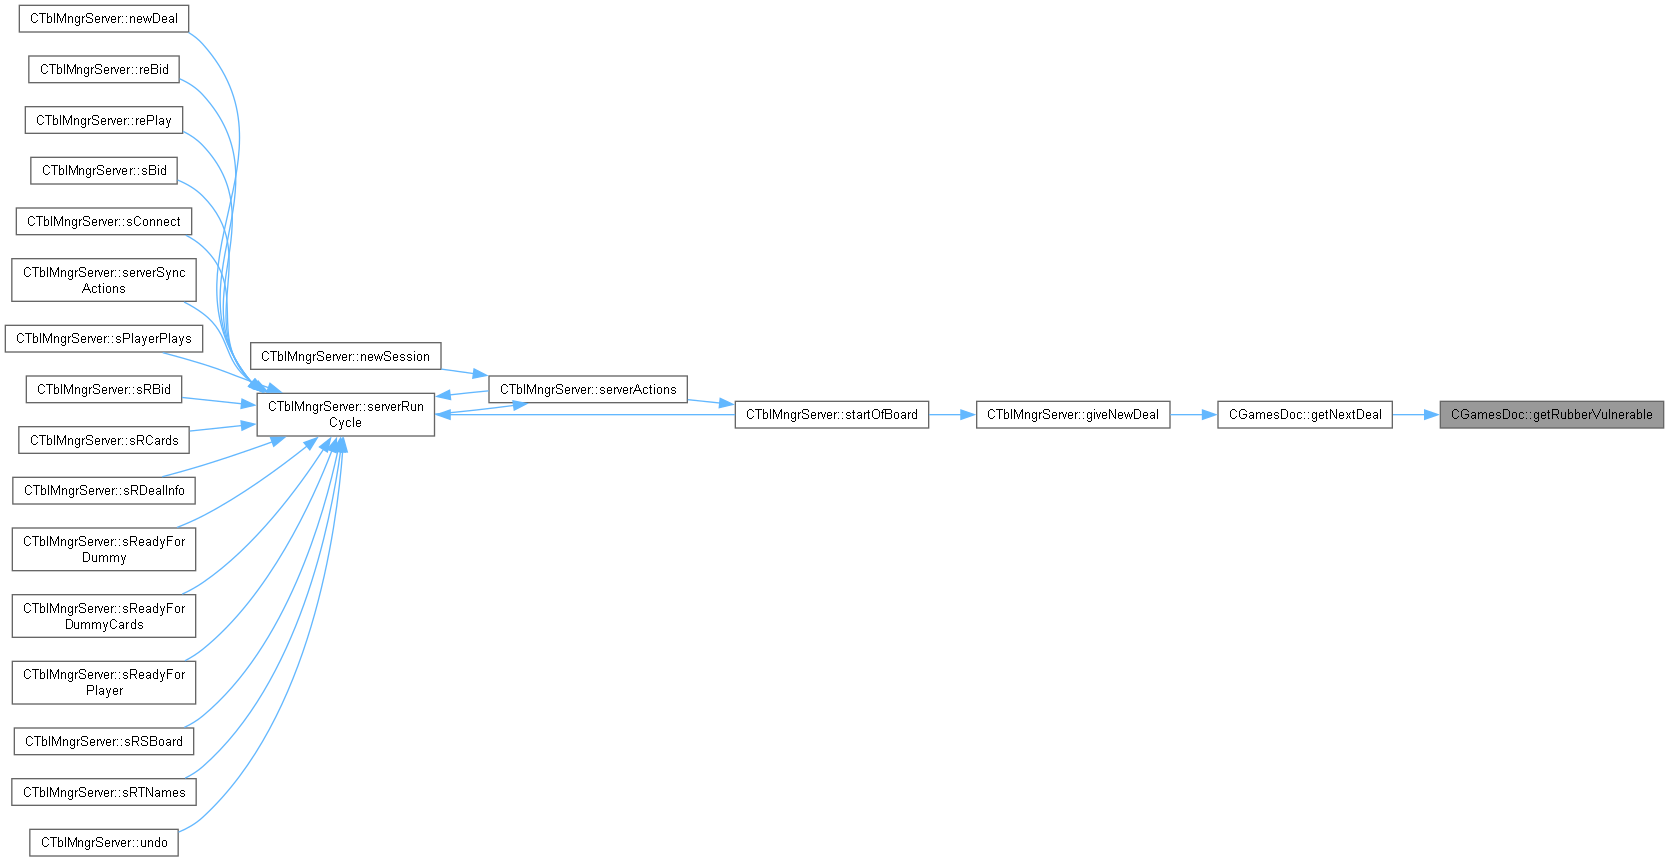 CTblMngrServer::newDeal
CTblMngrServer::reBid
CTblMngrServer::rePlay
CTblMngrServer::sBid
CTblMngrServer::sConnect
CTblMngrServer::serverSync
Actions
CTblMngrServer::sPlayerPlays
CTblMngrServer::sRBid
CTblMngrServer::sRCards
CTblMngrServer::sRDealInfo
CTblMngrServer::sReadyFor
Dummy
CTblMngrServer::sReadyFor
DummyCards
CTblMngrServer::sReadyFor
Player
CTblMngrServer::sRSBoard
CTblMngrServer::sRTNames
CTblMngrServer::undo
CTblMngrServer::newSession
CTblMngrServer::serverRun
Cycle
CTblMngrServer::serverActions
CTblMngrServer::startOfBoard
CTblMngrServer::giveNewDeal
CGamesDoc::getNextDeal
CGamesDoc::getRubberVulnerable